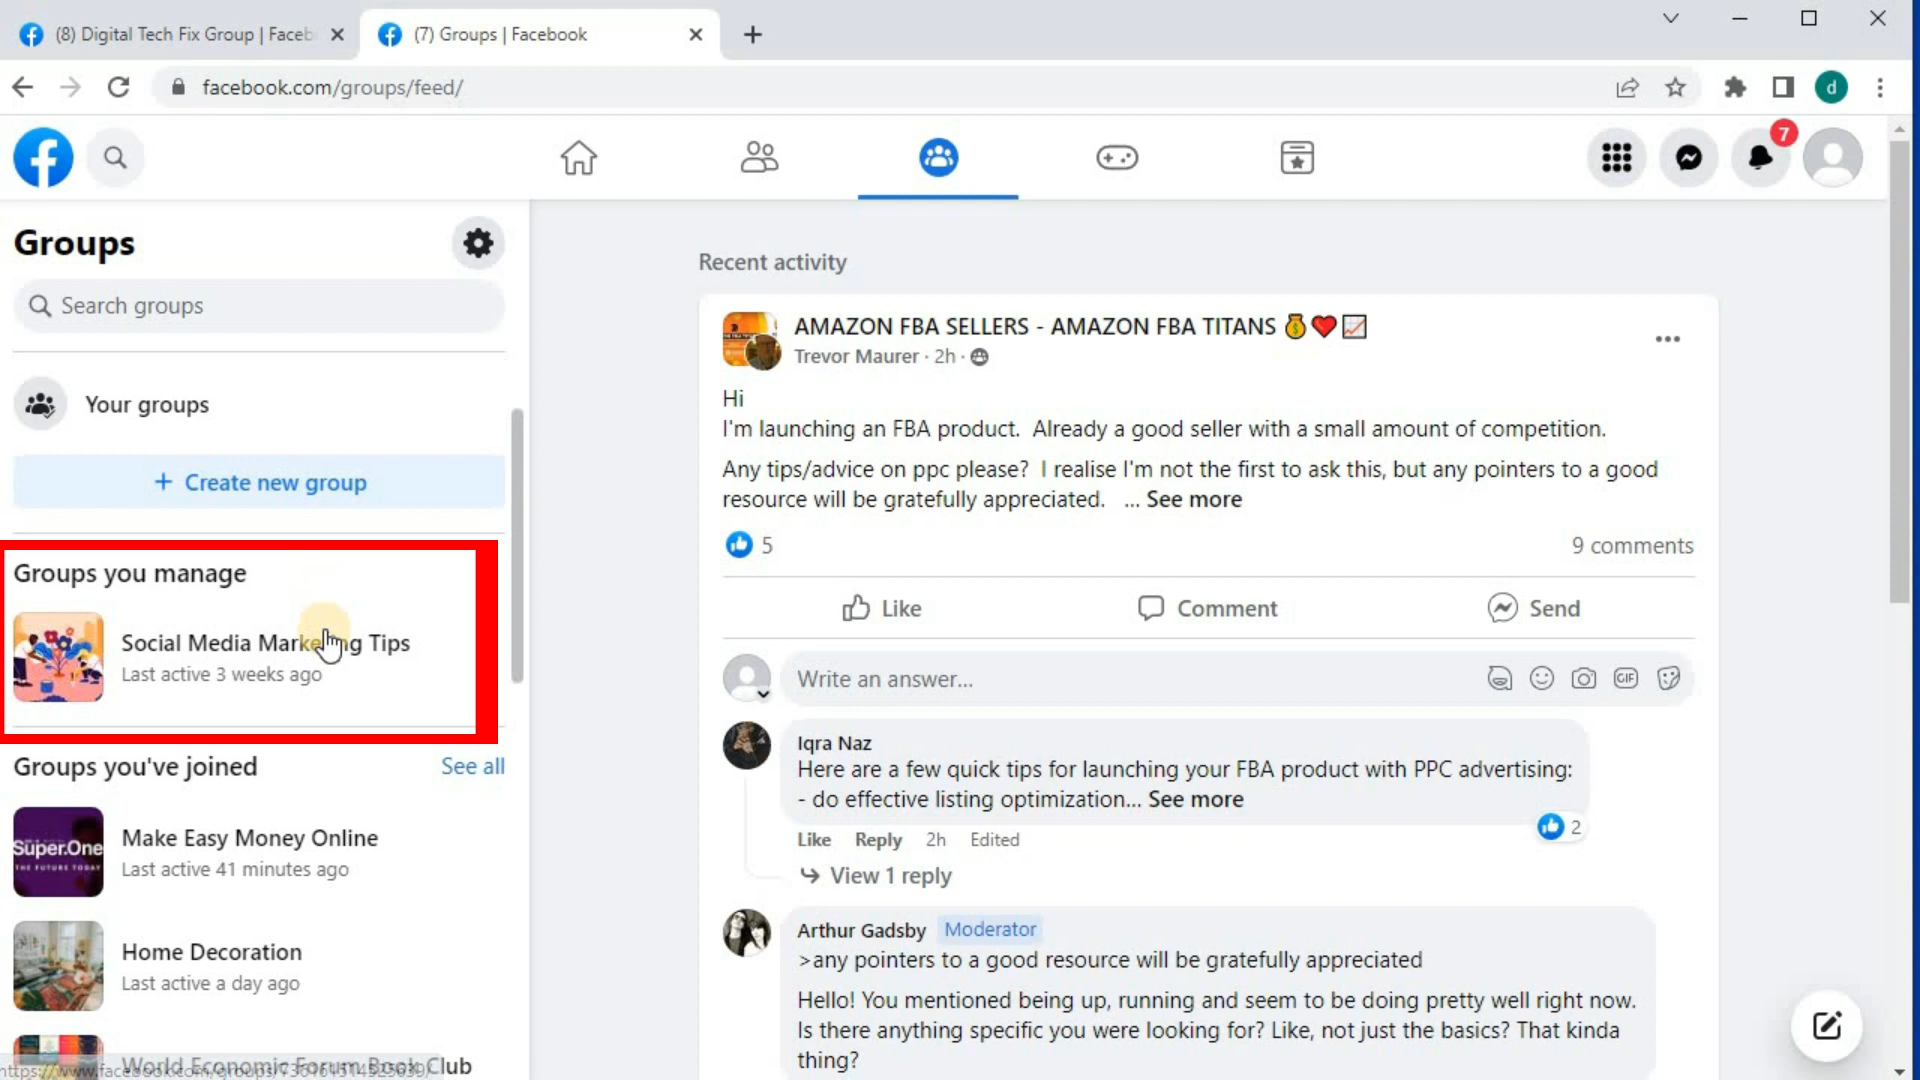 (8) Digital Tech Fix Group | Faceb
(7) Groups | Facebook
facebook.com/groups/feed/
d
7
Groups
Search groups
Your groups
+ Create new group
Groups you manage
Social Media Marketing Tips
Last active 3 weeks ago
Groups you've joined
See all
Super.One
THE FUTURE TODAY
Make Easy Money Online
Last active 41 minutes ago
Home Decoration
Last active a day ago
World Economic Forum Book Club
Recent activity
AMAZON FBA SELLERS - AMAZON FBA TITANS 💰❤️📈
Trevor Maurer · 2h ·
Hi
I'm launching an FBA product. Already a good seller with a small amount of competition.
Any tips/advice on ppc please? I realise I'm not the first to ask this, but any pointers to a good
resource will be gratefully appreciated. ... See more
5
9 comments
Like
Comment
Send
Write an answer...
GIF
Iqra Naz
Here are a few quick tips for launching your FBA product with PPC advertising:
- do effective listing optimization... See more
2
Like Reply 2h Edited
View 1 reply
Arthur Gadsby Moderator
>any pointers to a good resource will be gratefully appreciated
Hello! You mentioned being up, running and seem to be doing pretty well right now.
Is there anything specific you were looking for? Like, not just the basics? That kinda
thing?